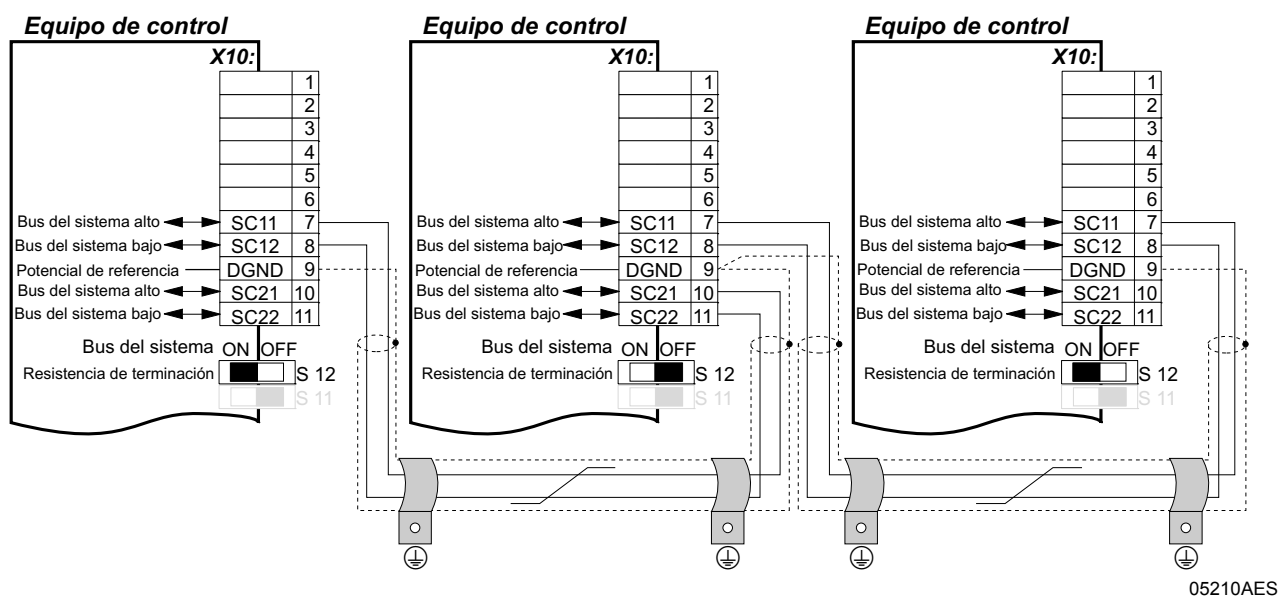 Equipo de control
X10:
1
2
3
4
5
6
Bus del sistema alto SC11 7
Bus del sistema bajo SC12 8
Potencial de referencia DGND 9
Bus del sistema alto SC21 10
Bus del sistema bajo SC22 11
Bus del sistema ON OFF
Resistencia de terminación S 12
S 11
Equipo de control
X10:
1
2
3
4
5
6
Bus del sistema alto SC11 7
Bus del sistema bajo SC12 8
Potencial de referencia DGND 9
Bus del sistema alto SC21 10
Bus del sistema bajo SC22 11
Bus del sistema ON OFF
Resistencia de terminación S 12
S 11
Equipo de control
X10:
1
2
3
4
5
6
Bus del sistema alto SC11 7
Bus del sistema bajo SC12 8
Potencial de referencia DGND 9
Bus del sistema alto SC21 10
Bus del sistema bajo SC22 11
Bus del sistema ON OFF
Resistencia de terminación S 12
S 11
05210AES